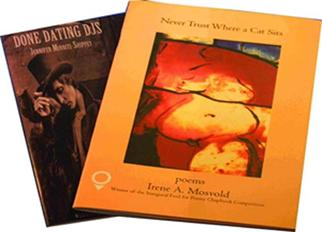 DONE DATING DJS
JENNIFER MINNITI SHIPPEY
Never Trust Where a Cat Sits
poems
Irene A. Mosvold
Winner of the Inaugural Fool for Poetry Chapbook Competition